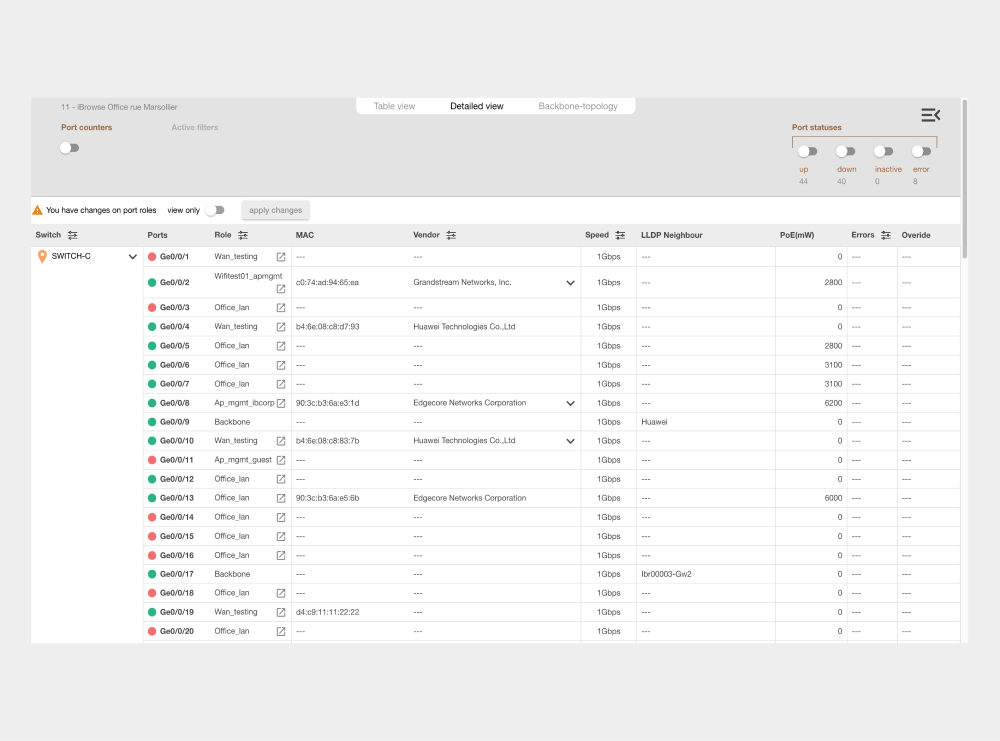 11 - iBrowse Office rue Marsollier
Table view Detailed view Backbone-topology
Port counters Active filters Port statuses
up down inactive error
44 40 0 8
You have changes on port roles view only apply changes
Switch Ports Role MAC Vendor Speed LLDP Neighbour PoE(mW) Errors Overide
SWITCH-C Ge0/0/1 Wan_testing --- --- 1Gbps --- 0 --- ---
Ge0/0/2 Wifitest01_apmgmt c0:74:ad:94:65:ea Grandstream Networks, Inc. 1Gbps --- 2800 --- ---
Ge0/0/3 Office_lan --- --- 1Gbps --- 0 --- ---
Ge0/0/4 Wan_testing b4:6e:08:c8:d7:93 Huawei Technologies Co.,Ltd 1Gbps --- 0 --- ---
Ge0/0/5 Office_lan --- --- 1Gbps --- 2800 --- ---
Ge0/0/6 Office_lan --- --- 1Gbps --- 3100 --- ---
Ge0/0/7 Office_lan --- --- 1Gbps --- 3100 --- ---
Ge0/0/8 Ap_mgmt_ibcorp 90:3c:b3:6a:e3:1d Edgecore Networks Corporation 1Gbps --- 6200 --- ---
Ge0/0/9 Backbone --- --- 1Gbps Huawei 0 --- ---
Ge0/0/10 Wan_testing b4:6e:08:c8:83:7b Huawei Technologies Co.,Ltd 1Gbps --- 0 --- ---
Ge0/0/11 Ap_mgmt_guest --- --- 1Gbps --- 0 --- ---
Ge0/0/12 Office_lan --- --- 1Gbps --- 0 --- ---
Ge0/0/13 Office_lan 90:3c:b3:6a:e5:6b Edgecore Networks Corporation 1Gbps --- 6000 --- ---
Ge0/0/14 Office_lan --- --- 1Gbps --- 0 --- ---
Ge0/0/15 Office_lan --- --- 1Gbps --- 0 --- ---
Ge0/0/16 Office_lan --- --- 1Gbps --- 0 --- ---
Ge0/0/17 Backbone --- --- 1Gbps Ibr00003-Gw2 0 --- ---
Ge0/0/18 Office_lan --- --- 1Gbps --- 0 --- ---
Ge0/0/19 Wan_testing d4:c9:11:11:22:22 --- 1Gbps --- 0 --- ---
Ge0/0/20 Office_lan --- --- 1Gbps --- 0 --- ---